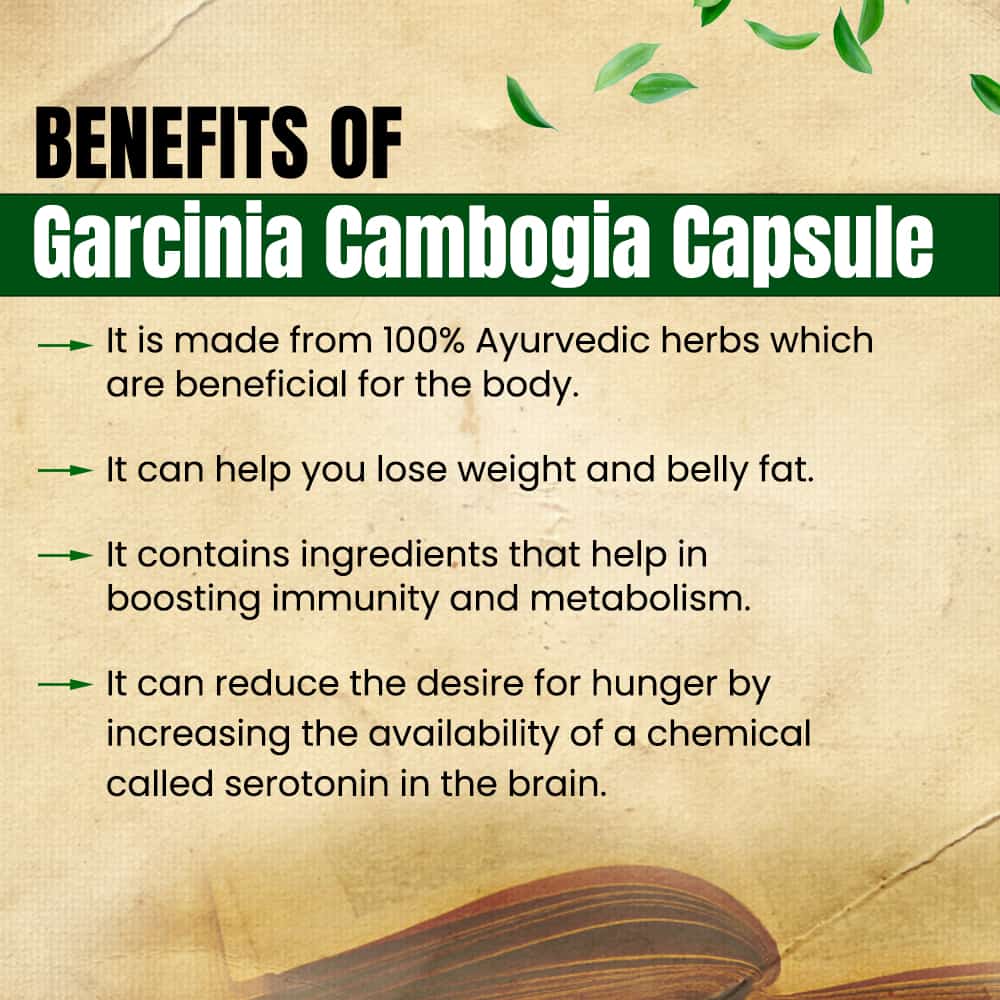 BENEFITS OF
Garcinia Cambogia Capsule
It is made from 100% Ayurvedic herbs which
are beneficial for the body.
It can help you lose weight and belly fat.
It contains ingredients that help in
boosting immunity and metabolism.
It can reduce the desire for hunger by
increasing the availability of a chemical
called serotonin in the brain.